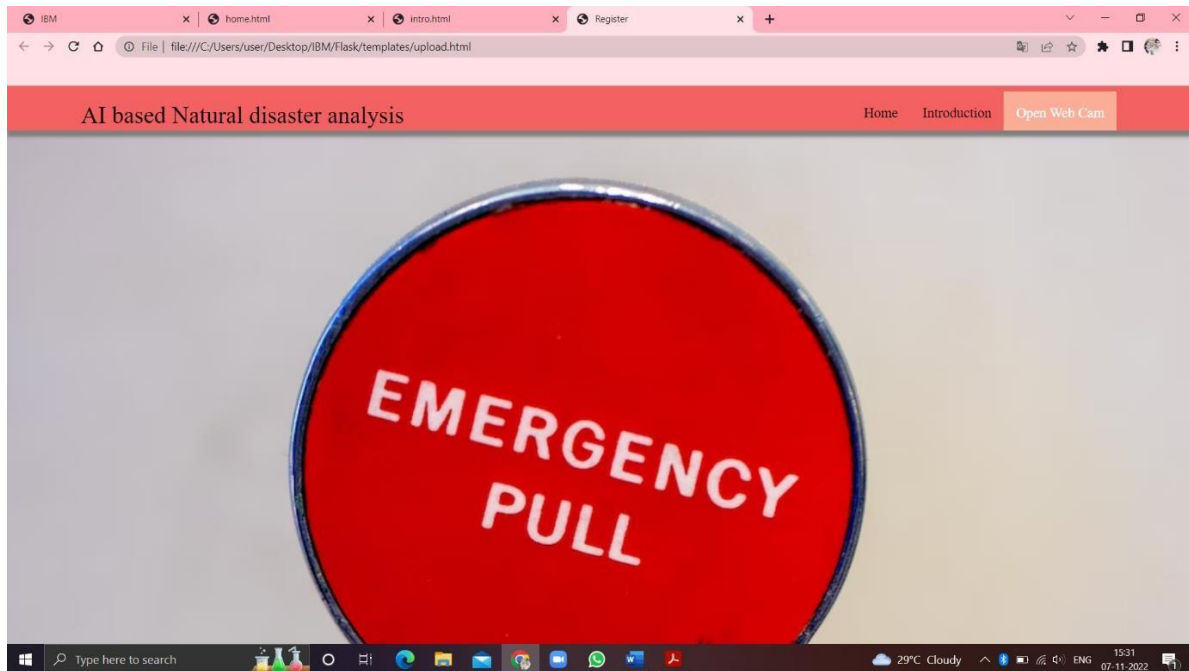 IBM
home.html
intro.html
Register
File
file:///C:/Users/user/Desktop/IBM/Flask/templates/upload.html
AI based Natural disaster analysis
Home
Introduction
Open Web Cam
EMERGENCY
PULL
Type here to search
29°C Cloudy
ENG
15:31
07-11-2022